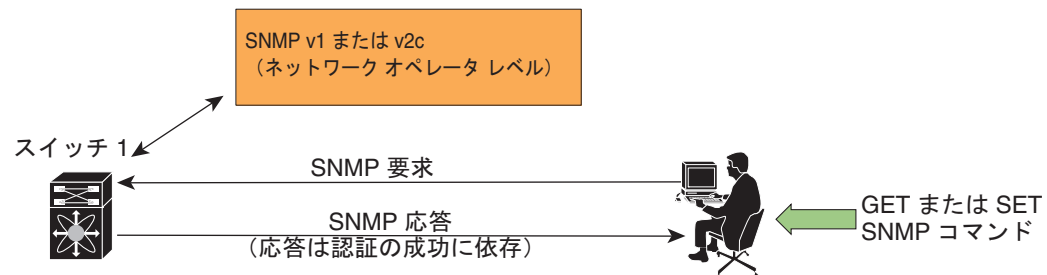 SNMP v1 または v2c
（ネットワーク オペレータ レベル）
スイッチ 1
SNMP 要求
SNMP 応答
（応答は認証の成功に依存）
GET または SET
SNMP コマンド